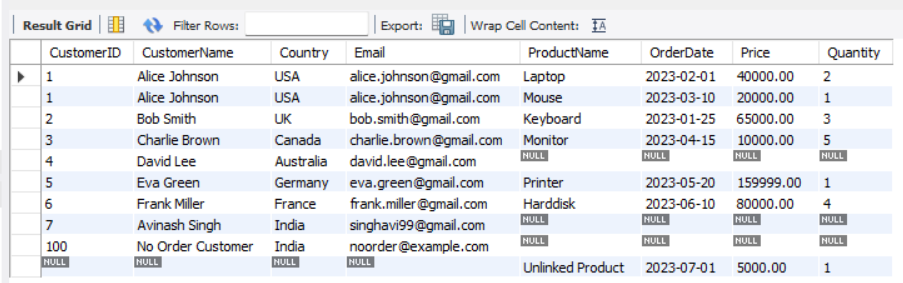 Result Grid Filter Rows: Export: Wrap Cell Content: IA
CustomerID CustomerName Country Email ProductName OrderDate Price Quantity
1 Alice Johnson USA alice.johnson@gmail.com Laptop 2023-02-01 40000.00 2
1 Alice Johnson USA alice.johnson@gmail.com Mouse 2023-03-10 20000.00 1
2 Bob Smith UK bob.smith@gmail.com Keyboard 2023-01-25 65000.00 3
3 Charlie Brown Canada charlie.brown@gmail.com Monitor 2023-04-15 10000.00 5
4 David Lee Australia david.lee@gmail.com NULL NULL NULL NULL
5 Eva Green Germany eva.green@gmail.com Printer 2023-05-20 159999.00 1
6 Frank Miller France frank.miller@gmail.com Harddisk 2023-06-10 80000.00 4
7 Avinash Singh India singhavi99@gmail.com NULL NULL NULL NULL
100 No Order Customer India noorder@example.com NULL NULL NULL NULL
NULL NULL NULL NULL Unlinked Product 2023-07-01 5000.00 1